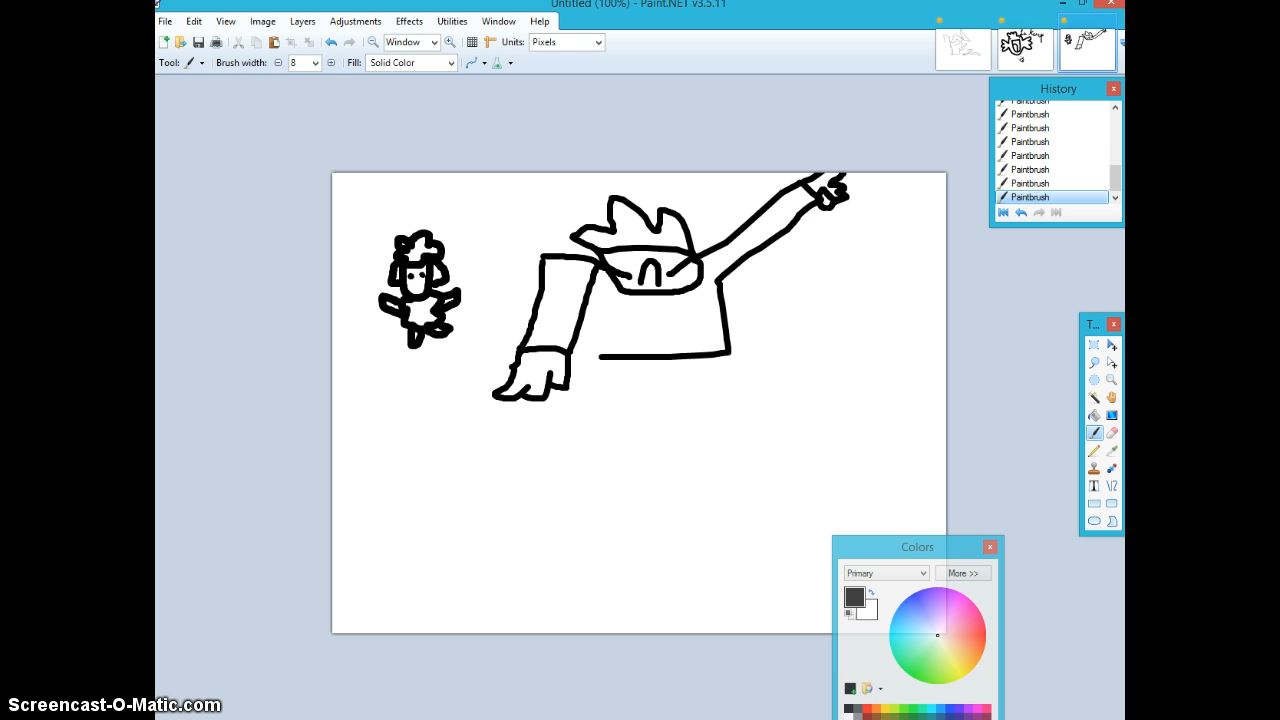 Untitled (100%) - Paint.NET v3.5.11
File Edit View Image Layers Adjustments Effects Utilities Window Help
Window Units: Pixels
Tool: Brush width: 8 Fill: Solid Color
History
Paintbrush
Paintbrush
Paintbrush
Paintbrush
Paintbrush
Paintbrush
Paintbrush
Paintbrush
T...
Colors
Primary More >>
Screencast-O-Matic.com